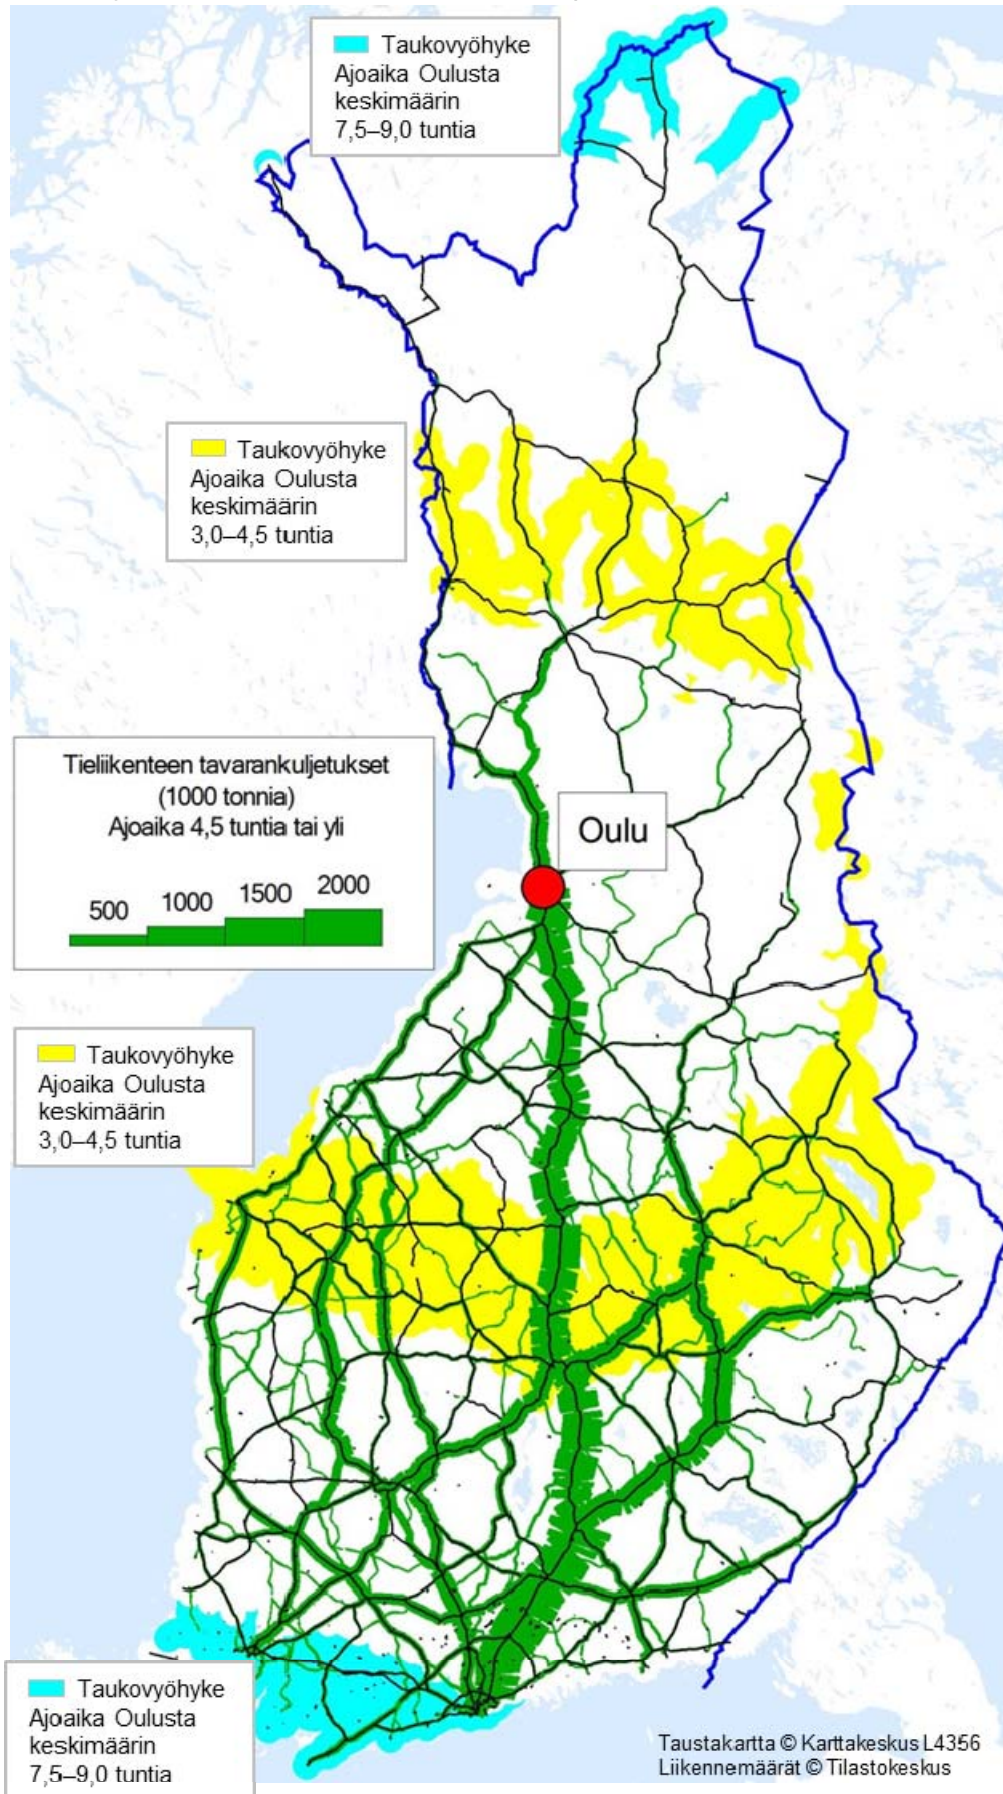 Taukovyöhyke
Ajoaika Oulusta
keskimäärin
7,5–9,0 tuntia
Taukovyöhyke
Ajoaika Oulusta
keskimäärin
3,0–4,5 tuntia
Tieliikenteen tavarankuljetukset
(1000 tonnia)
Ajoaika 4,5 tuntia tai yli
500 1000 1500 2000
Oulu
Taukovyöhyke
Ajoaika Oulusta
keskimäärin
3,0–4,5 tuntia
Taukovyöhyke
Ajoaika Oulusta
keskimäärin
7,5–9,0 tuntia
Taustakartta © Karttakeskus L4356
Liikennemäärät © Tilastokeskus